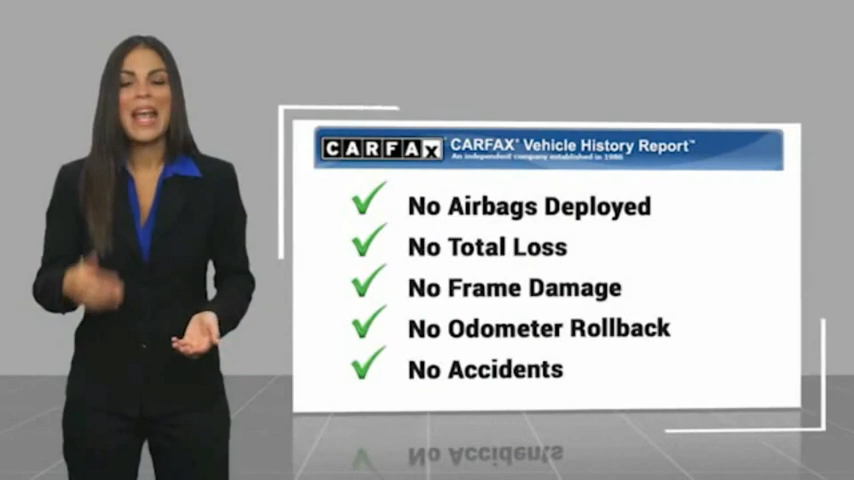 CARFAX CARFAX® Vehicle History Report™
An independent company established in 1986
No Airbags Deployed
No Total Loss
No Frame Damage
No Odometer Rollback
No Accidents
No Accidents